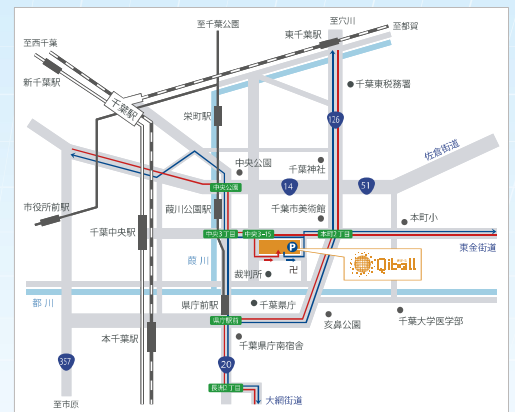 至千葉公園
至穴川
至都賀
東千葉駅
至西千葉
新千葉駅
千葉東税務署
千葉駅
栄町駅
126
佐倉街道
中央公園
千葉神社
14
51
中央公園
千葉市美術館
葭川公園駅
市役所前駅
本町小
千葉中央駅
中央3丁目
中央3-15
本町1丁目
P
東金街道
葭川
裁判所
卍
Qiball
都川
県庁前駅
千葉県庁
県庁駅前
亥鼻公園
千葉大学医学部
本千葉駅
千葉県庁南宿舎
357
20
長洲2丁目
至市原
大網街道